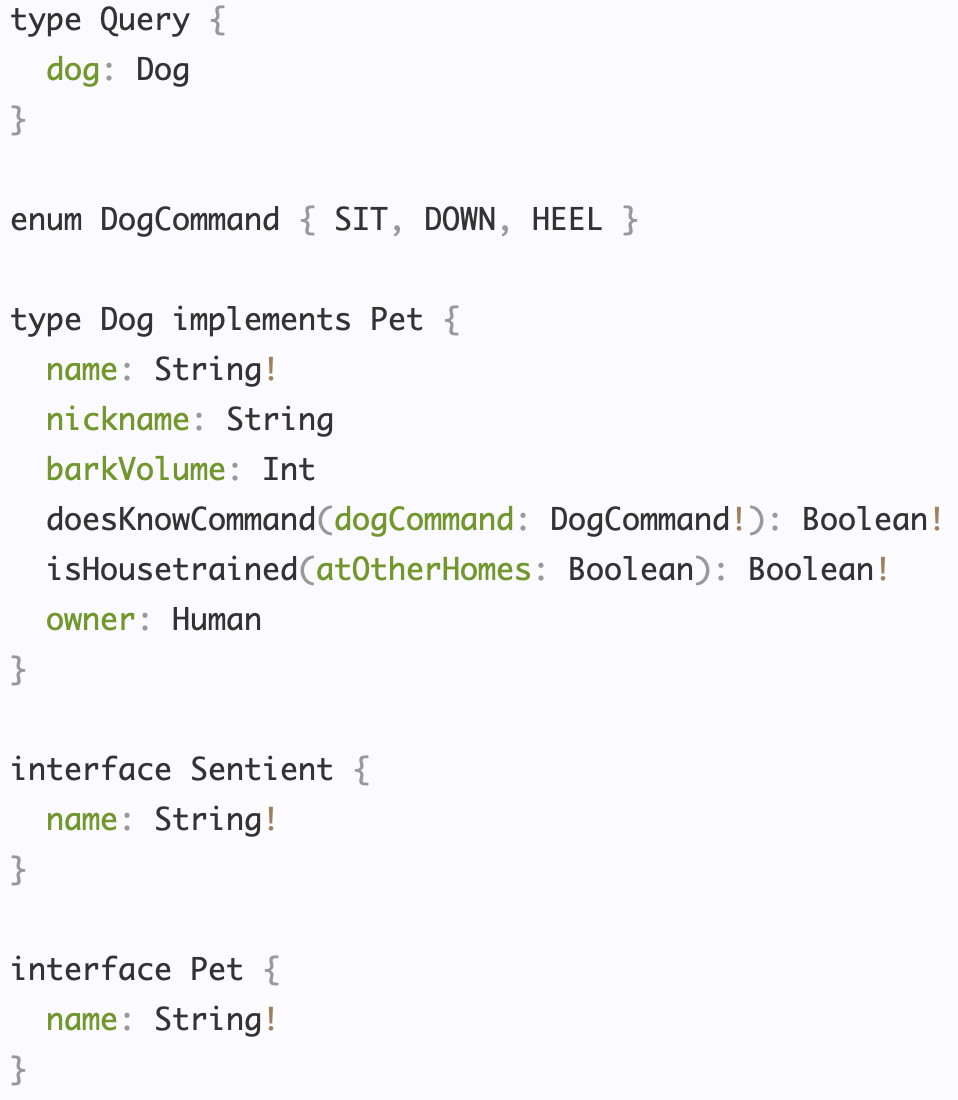 type Query {
  dog: Dog
}

enum DogCommand { SIT, DOWN, HEEL }

type Dog implements Pet {
  name: String!
  nickname: String
  barkVolume: Int
  doesKnowCommand(dogCommand: DogCommand!): Boolean!
  isHousetrained(atOtherHomes: Boolean): Boolean!
  owner: Human
}

interface Sentient {
  name: String!
}

interface Pet {
  name: String!
}